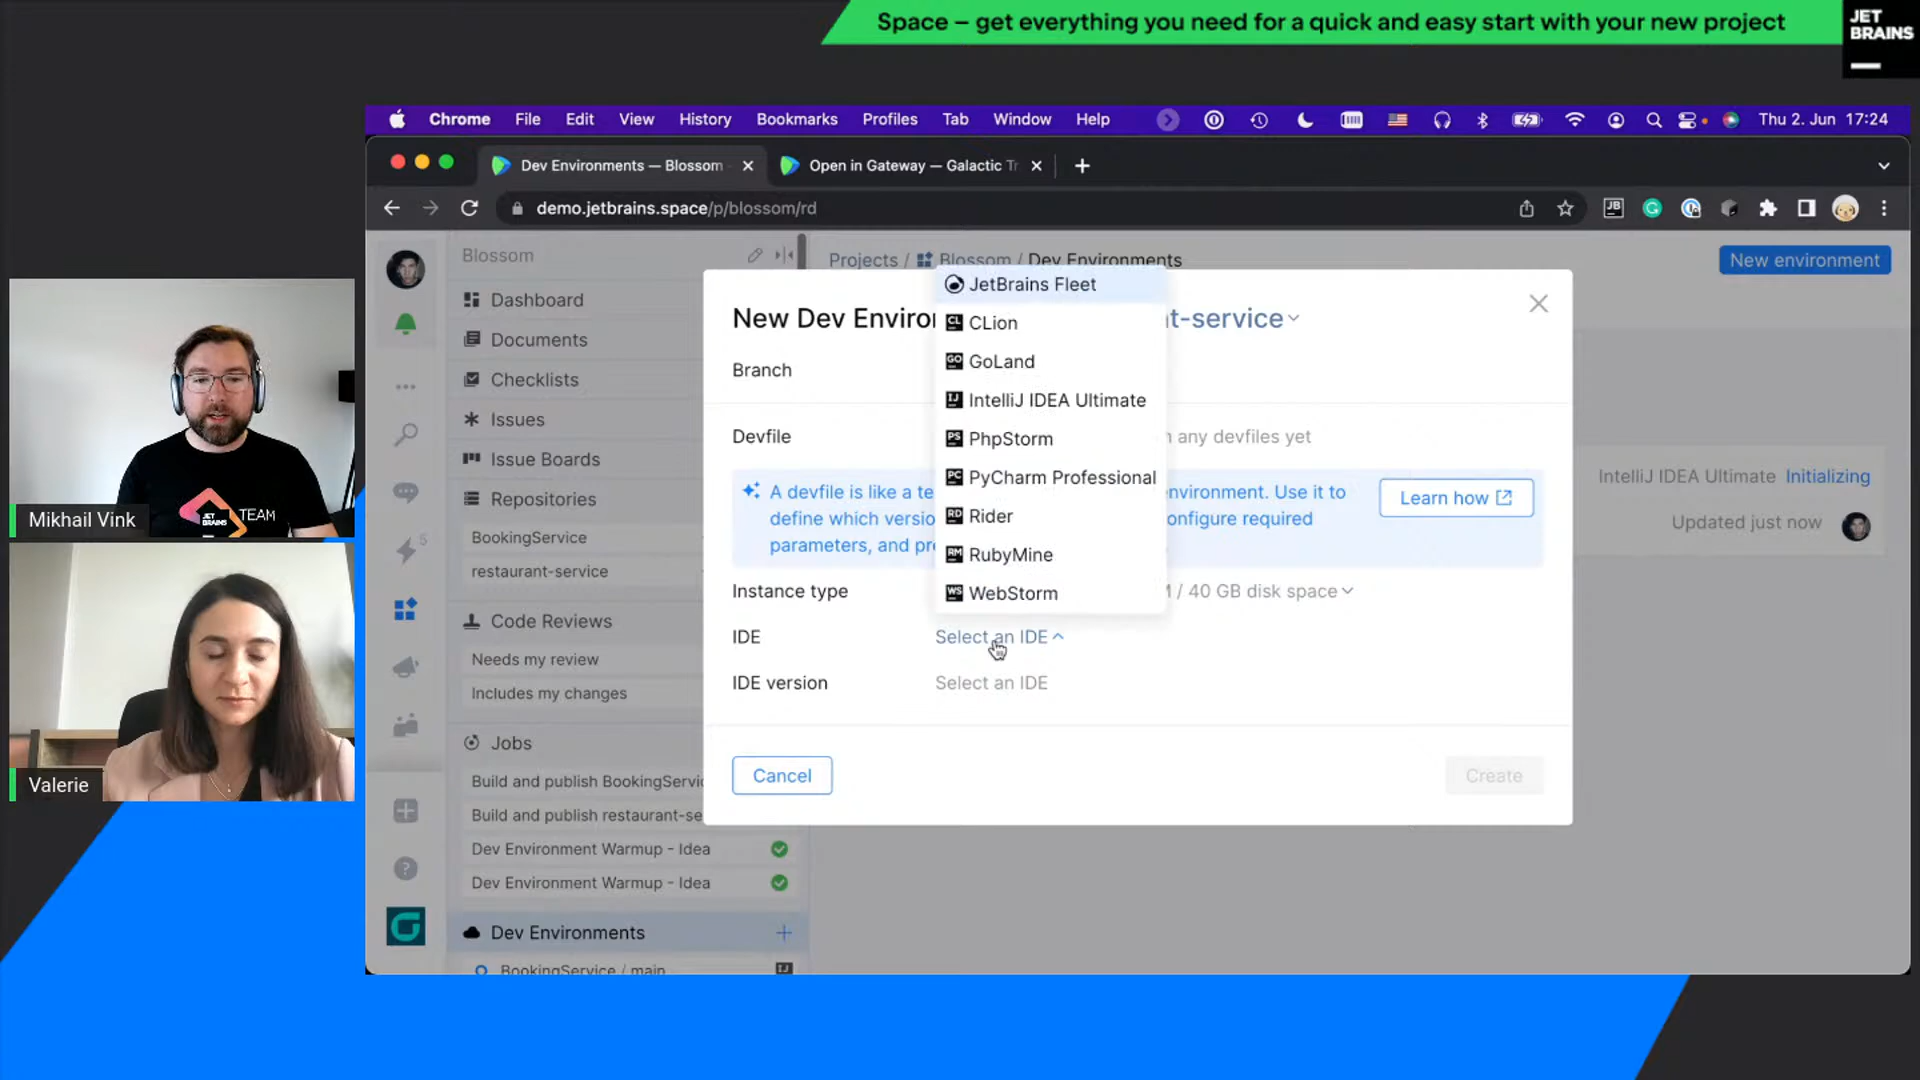 Space – get everything you need for a quick and easy start with your new project
JET
BRAINS
Chrome File Edit View History Bookmarks Profiles Tab Window Help Thu 2. Jun 17:24
Dev Environments — Blossom
Open in Gateway — Galactic Tr
demo.jetbrains.space/p/blossom/rd
Blossom
Projects / Blossom / Dev Environments
New environment
Dashboard
Documents
Checklists
Issues
Issue Boards
Repositories
BookingService
restaurant-service
Code Reviews
Needs my review
Includes my changes
Jobs
Build and publish BookingServic
Build and publish restaurant-se
Dev Environment Warmup - Idea
Dev Environment Warmup - Idea
Dev Environments
BookingService / main
5
New Dev Enviro
t-service
Branch
Devfile
any devfiles yet
A devfile is like a te
nvironment. Use it to
define which versio
onfigure required
parameters, and pre
Learn how
Instance type
/ 40 GB disk space
IDE
Select an IDE
IDE version
Select an IDE
Cancel
Create
JetBrains Fleet
CLion
GoLand
IntelliJ IDEA Ultimate
PhpStorm
PyCharm Professional
Rider
RubyMine
WebStorm
IntelliJ IDEA Ultimate Initializing
Updated just now
JET
BRAINS TEAM
Mikhail Vink
Valerie